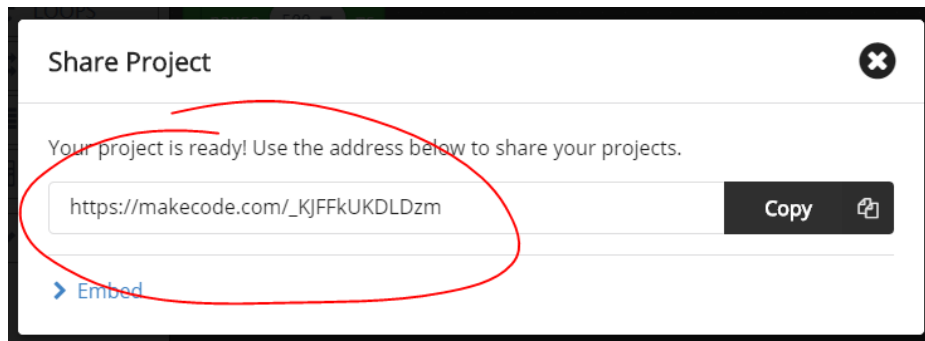 LOOPS
Share Project
Your project is ready! Use the address below to share your projects.
https://makecode.com/_KJFFkUKDLDzm
Copy
Embed